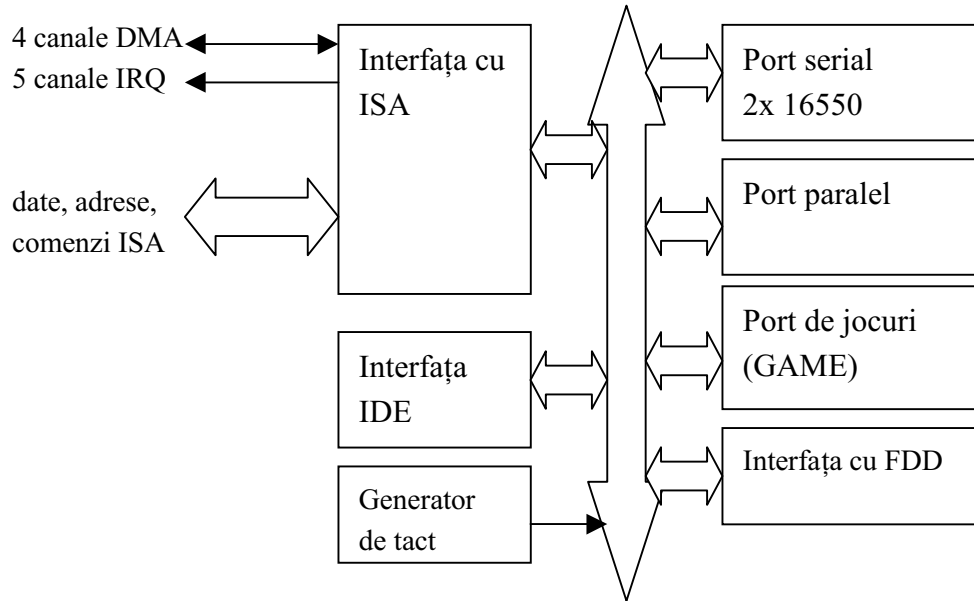 4 canale DMA
5 canale IRQ
date, adrese,
comenzi ISA
Interfața cu
ISA
Interfața
IDE
Generator
de tact
Port serial
2x 16550
Port paralel
Port de jocuri
(GAME)
Interfața cu FDD